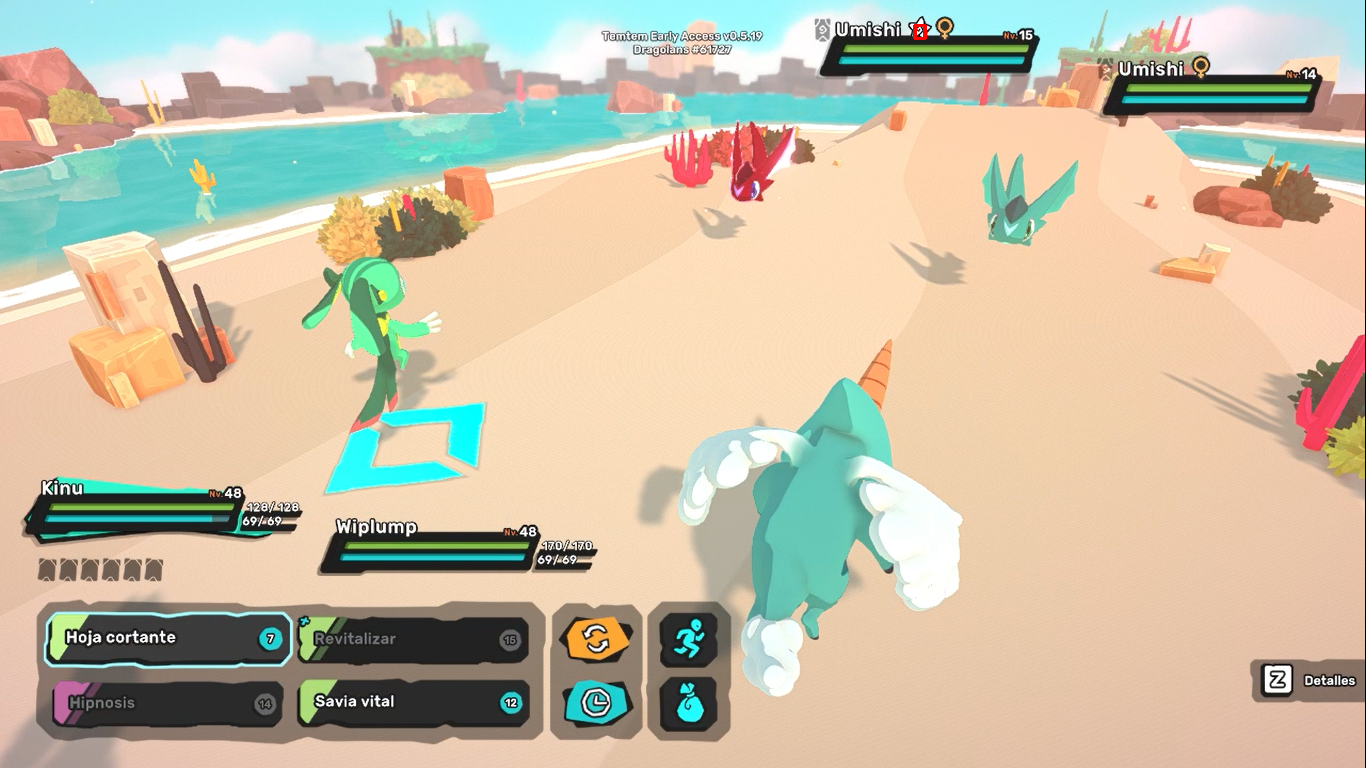 Temtem Early Access v0.5.19
Dragolans #61727
Umishi
Nv. 15
Umishi
Nv. 14
Kinu
Nv. 48
128/128
69/69
Wiplump
Nv. 48
170/170
69/69
Hoja cortante 7
Revitalizar 15
Hipnosis 14
Savia vital 12
Z Detalles